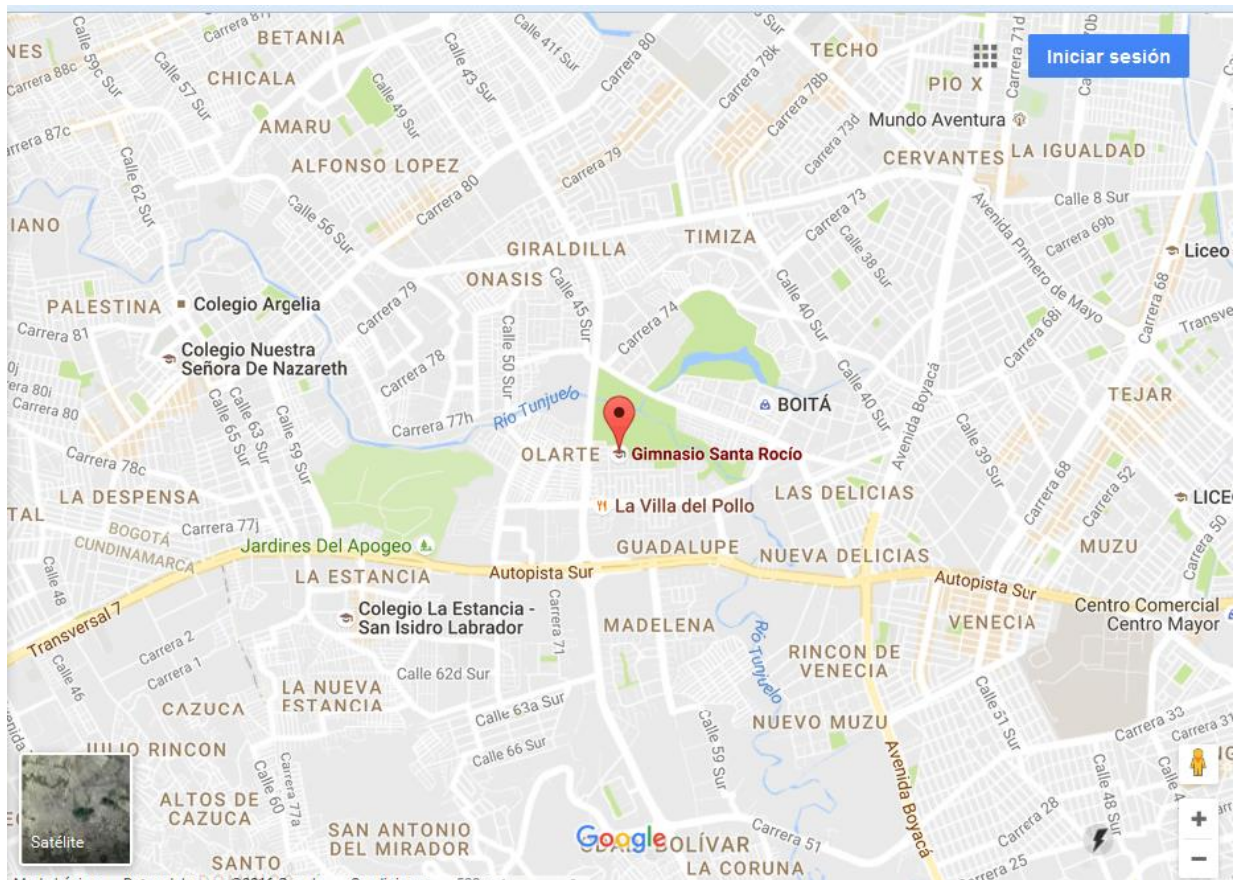 BETANIA
Calle 41f Sur
Carrera 80
TECHO
Carrera 71d
Iniciar sesión
Calle 59c Sur
Carrera 88c
CHICALA
Calle 57 Sur
Calle 43 Sur
Calle 49 Sur
Carrera 78k
Carrera 78b
PIO X
Mundo Aventura
AMARU
Carrera 73d
ALFONSO LOPEZ
Carrera 79
CERVANTES
LA IGUALDAD
Calle 62 Sur
Carrera 80
Calle 8 Sur
Calle 56 Sur
Carrera 73
Avenida Primero de Mayo
Carrera 69b
GIRALDILLA
TIMIZA
Calle 38 Sur
Liceo
ONASIS
Calle 45 Sur
Carrera 68
PALESTINA
Colegio Argelia
Carrera 79
Carrera 74
Calle 40 Sur
Carrera 68i
Carrera 81
Colegio Nuestra
Señora De Nazareth
Carrera 78
Calle 50 Sur
Río Tunjuelo
Calle 40 Sur
Avenida Boyacá
TEJAR
Carrera 80
Calle 65 Sur
Calle 63 Sur
Calle 59 Sur
Carrera 77h
BOITÁ
Calle 39 Sur
OLARTE
Gimnasio Santa Rocío
Carrera 78c
Carrera 68
Carrera 52
LA DESPENSA
LAS DELICIAS
La Villa del Pollo
Carrera 77j
BOGOTÁ
CUNDINAMARCA
Jardines Del Apogeo
GUADALUPE
NUEVA DELICIAS
MUZU
Carrera 50
Calle 48
LA ESTANCIA
Autopista Sur
Autopista Sur
Transversal 7
Colegio La Estancia -
San Isidro Labrador
Carrera 71
MADELENA
Río Tunjuelo
VENECIA
Centro Comercial
Centro Mayor
Carrera 2
Carrera 1
Calle 46
RINCON DE
VENECIA
Calle 62d Sur
LA NUEVA
ESTANCIA
CAZUCA
Calle 63a Sur
NUEVO MUZU
Calle 51 Sur
Carrera 33
Carrera 31
JULIO RINCON
Calle 66 Sur
Calle 59 Sur
Avenida Boyacá
Calle 60
Carrera 77a
Calle 48 Sur
ALTOS DE
CAZUCA
Satélite
SAN ANTONIO
DEL MIRADOR
Google
BOLÍVAR
Carrera 51
Carrera 28
SANTO
LA CORUNA
Carrera 25